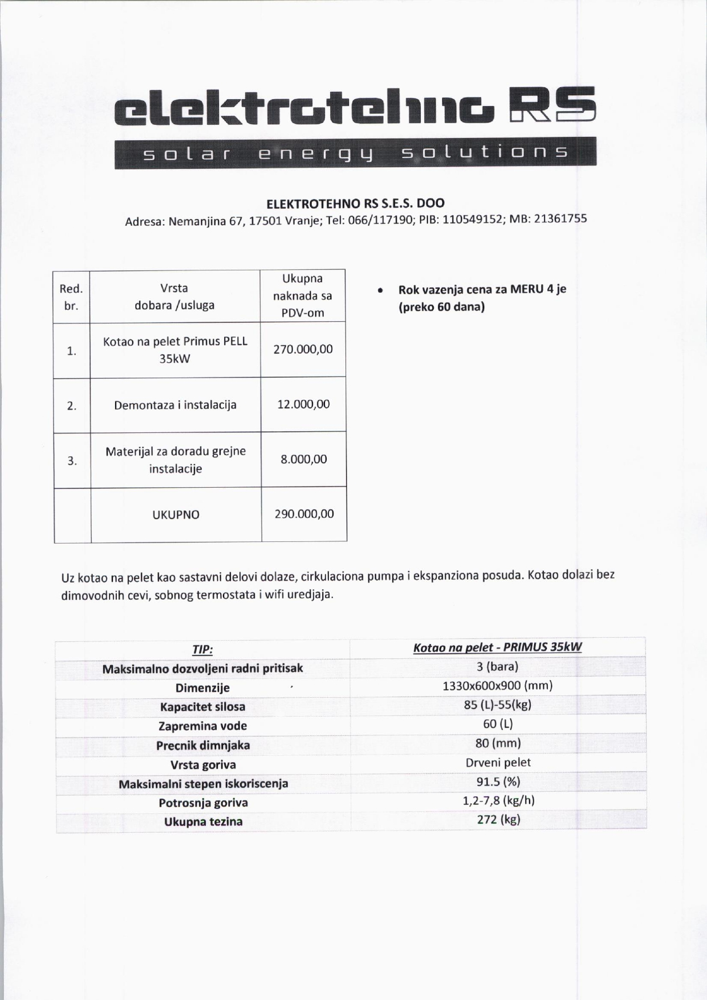 elektrotehno RS
solar energy solutions
ELEKTROTEHNO RS S.E.S. DOO
Adresa: Nemanjina 67, 17501 Vranje; Tel: 066/117190; PIB: 110549152; MB: 21361755
Red. br.
Vrsta
dobara /usluga
Ukupna
naknada sa
PDV-om
1.
Kotao na pelet Primus PELL
35kW
270.000,00
2.
Demontaza i instalacija
12.000,00
3.
Materijal za doradu grejne
instalacije
8.000,00
UKUPNO
290.000,00
• Rok vazenja cena za MERU 4 je
(preko 60 dana)
Uz kotao na pelet kao sastavni delovi dolaze, cirkulaciona pumpa i ekspanziona posuda. Kotao dolazi bez
dimovodnih cevi, sobnog termostata i wifi uredjaja.
TIP: Kotao na pelet - PRIMUS 35kW
Maksimalno dozvoljeni radni pritisak 3 (bara)
Dimenzije 1330x600x900 (mm)
Kapacitet silosa 85 (L)-55(kg)
Zapremina vode 60 (L)
Precnik dimnjaka 80 (mm)
Vrsta goriva Drveni pelet
Maksimalni stepen iskoriscenja 91.5 (%)
Potrosnja goriva 1,2-7,8 (kg/h)
Ukupna tezina 272 (kg)